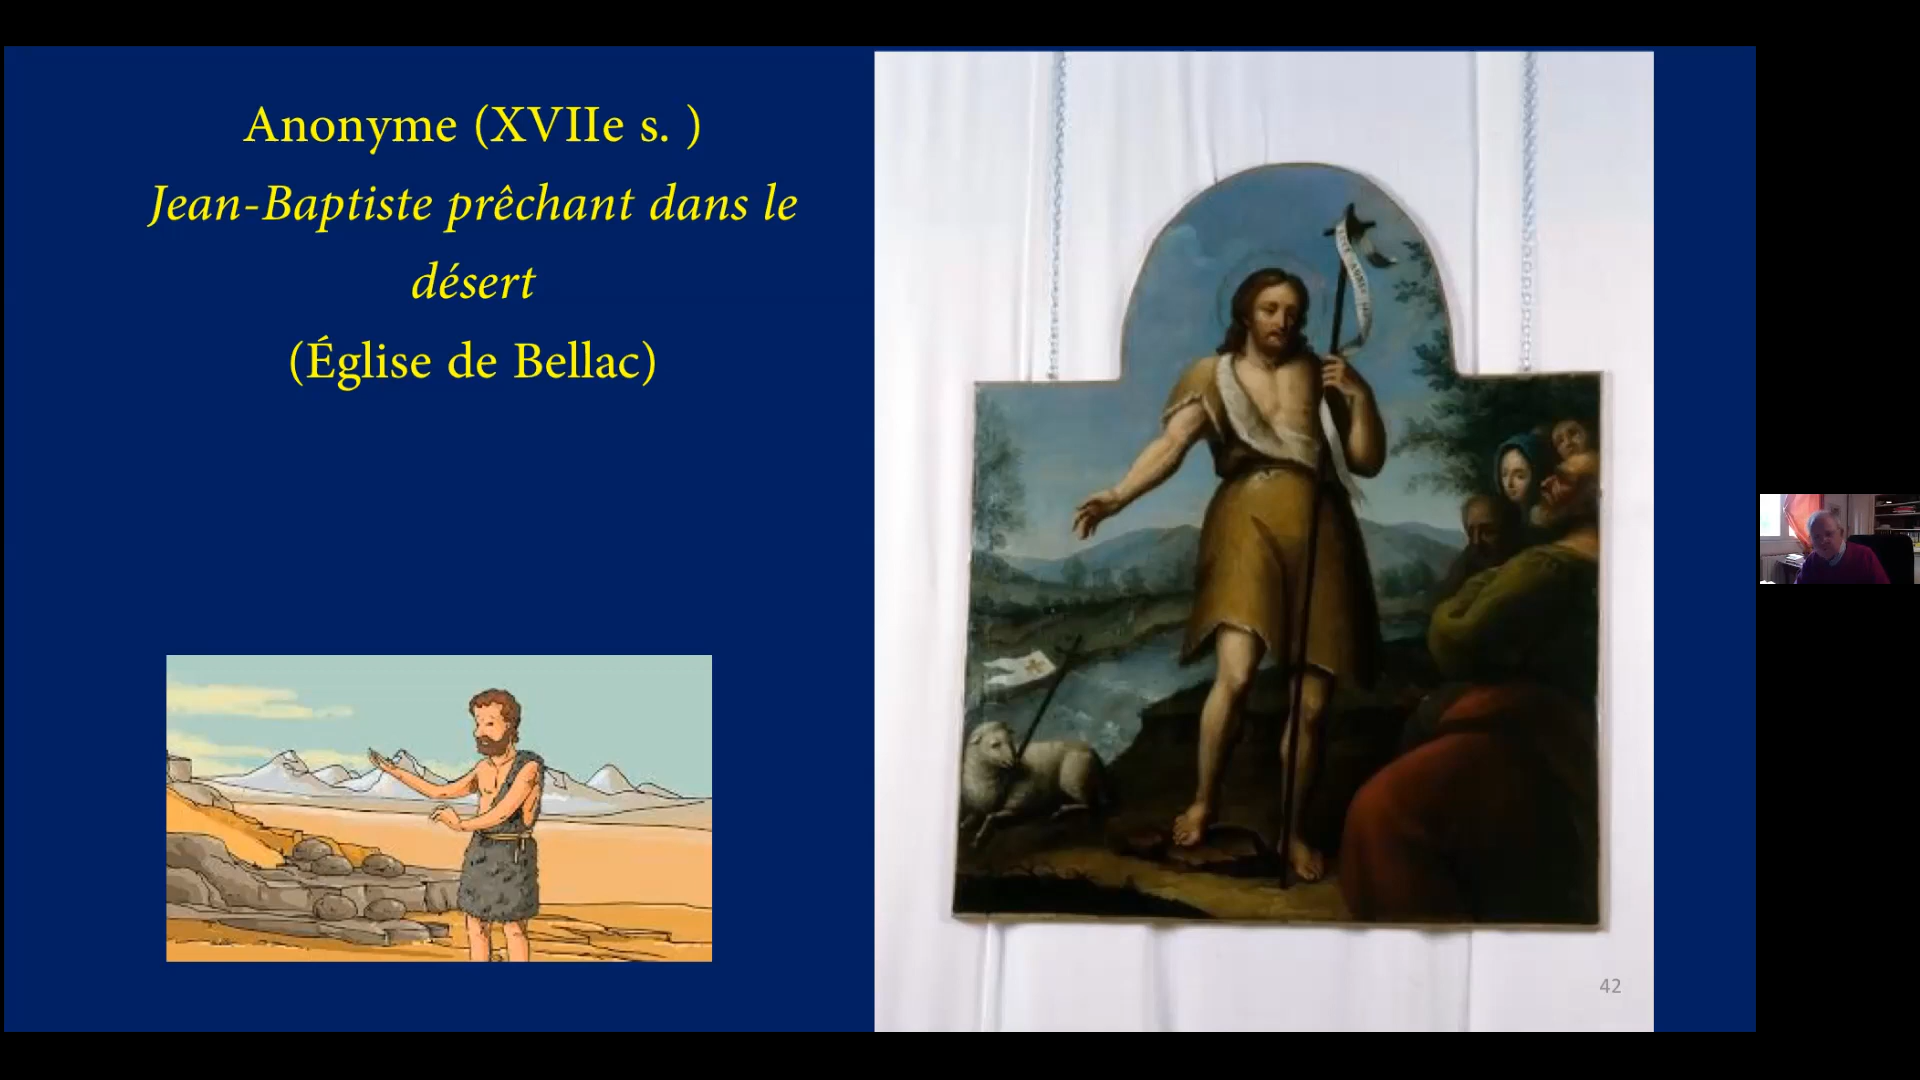 Anonyme (XVIIe s. )
Jean-Baptiste prêchant dans le
désert
(Église de Bellac)
42